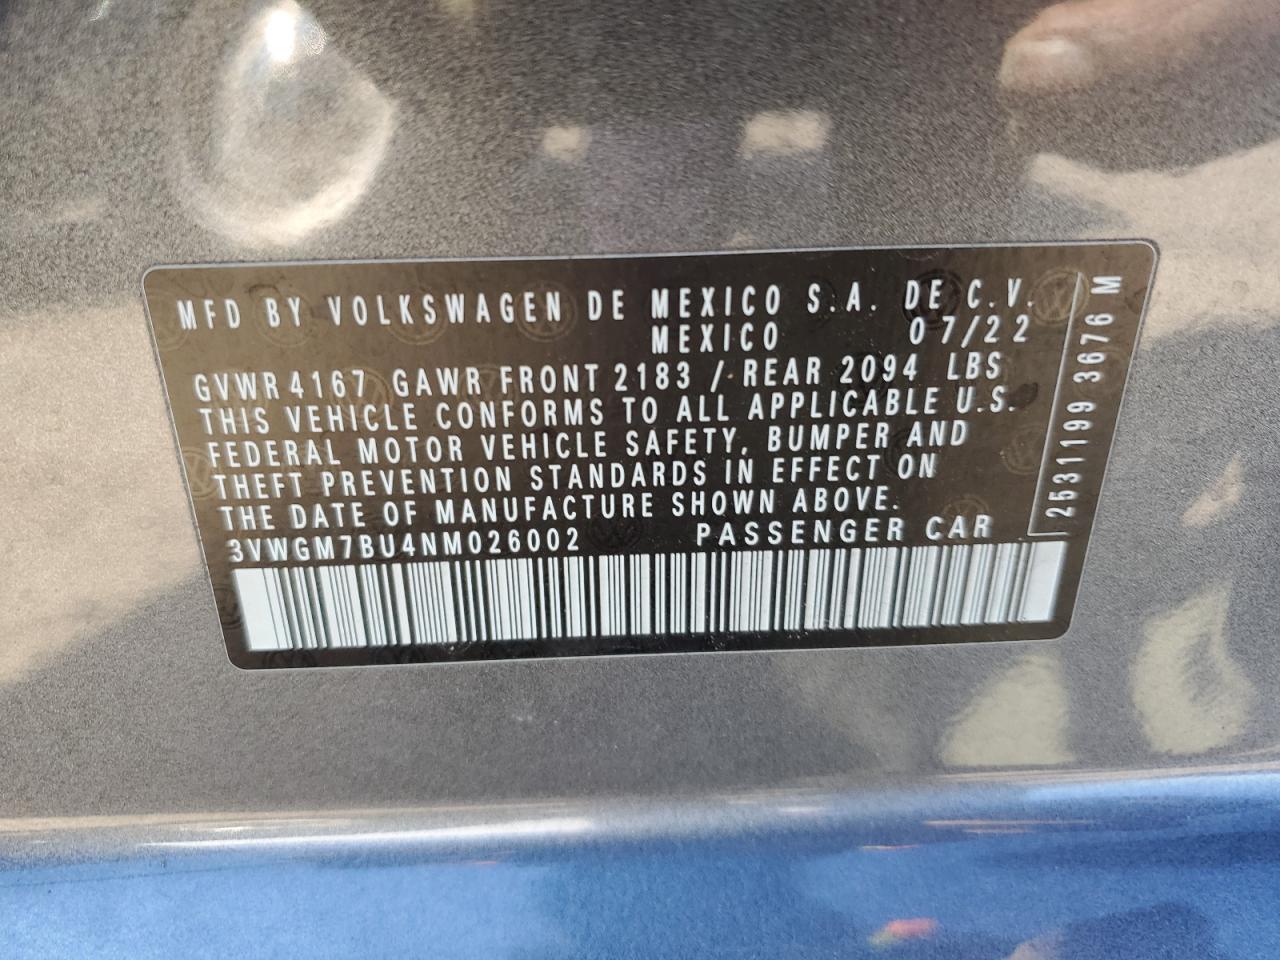 MFD BY VOLKSWAGEN DE MEXICO S.A. DE C.V.
MEXICO 07/22
GVWR 4167 GAWR FRONT 2183 / REAR 2094 LBS
THIS VEHICLE CONFORMS TO ALL APPLICABLE U.S.
FEDERAL MOTOR VEHICLE SAFETY, BUMPER AND
THEFT PREVENTION STANDARDS IN EFFECT ON
THE DATE OF MANUFACTURE SHOWN ABOVE.
3VWGM7BU4NM026002 PASSENGER CAR
2531199 3676 M